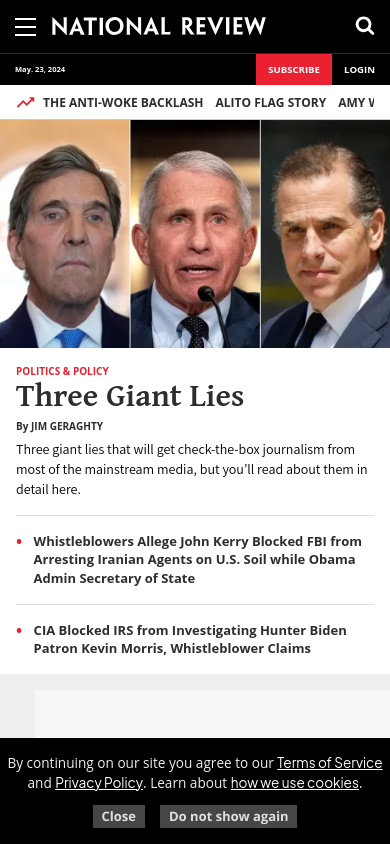 NATIONAL REVIEW
May. 23, 2024
SUBSCRIBE
LOGIN
THE ANTI-WOKE BACKLASH ALITO FLAG STORY AMY
POLITICS & POLICY
Three Giant Lies
By JIM GERAGHTY
Three giant lies that will get check-the-box journalism from
most of the mainstream media, but you’ll read about them in
detail here.
Whistleblowers Allege John Kerry Blocked FBI from
Arresting Iranian Agents on U.S. Soil while Obama
Admin Secretary of State
CIA Blocked IRS from Investigating Hunter Biden
Patron Kevin Morris, Whistleblower Claims
By continuing on our site you agree to our Terms of Service
and Privacy Policy. Learn about how we use cookies.
Close
Do not show again